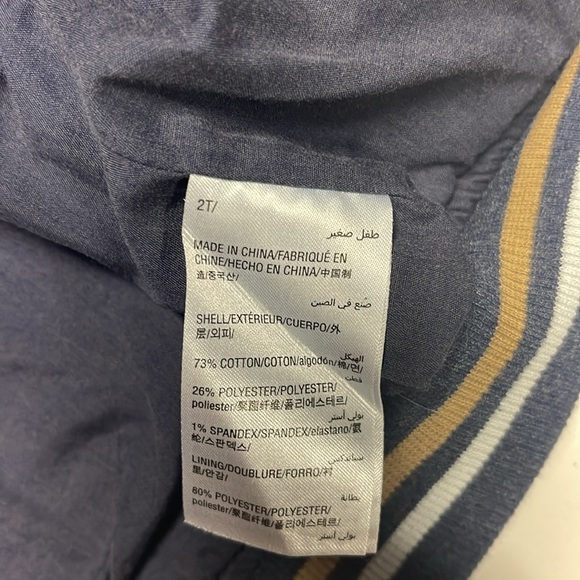 2T/
طفل صغير
MADE IN CHINA/FABRIQUÉ EN
CHINE/HECHO EN CHINA/中国制
造/중국산/
صُنع في الصين
SHELL/EXTÉRIEUR/CUERPO/外
层/외피/
الهيكل
73% COTTON/COTON/algodón/棉/면/
قطن
26% POLYESTER/POLYESTER/
poliester/聚酯纤维/폴리에스테르/
بولي أستر
1% SPANDEX/SPANDEX/elastano/氨
纶/스판덱스/
سباندكس
LINING/DOUBLURE/FORRO/衬
里/안감/
بطانة
80% POLYESTER/POLYESTER/
poliester/聚酯纤维/폴리에스테르/
بولي أستر